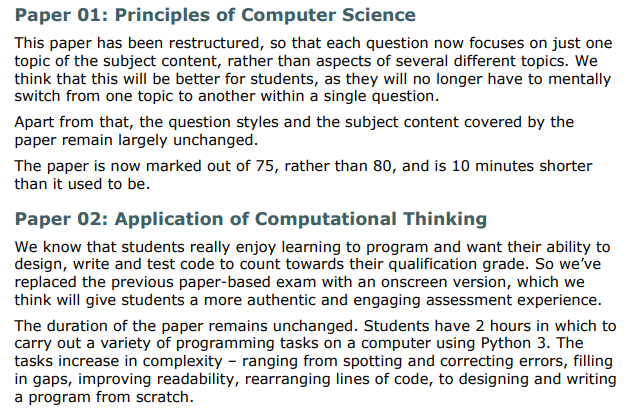 Paper 01: Principles of Computer Science
This paper has been restructured, so that each question now focuses on just one
topic of the subject content, rather than aspects of several different topics. We
think that this will be better for students, as they will no longer have to mentally
switch from one topic to another within a single question.
Apart from that, the question styles and the subject content covered by the
paper remain largely unchanged.
The paper is now marked out of 75, rather than 80, and is 10 minutes shorter
than it used to be.
Paper 02: Application of Computational Thinking
We know that students really enjoy learning to program and want their ability to
design, write and test code to count towards their qualification grade. So we’ve
replaced the previous paper-based exam with an onscreen version, which we
think will give students a more authentic and engaging assessment experience.
The duration of the paper remains unchanged. Students have 2 hours in which to
carry out a variety of programming tasks on a computer using Python 3. The
tasks increase in complexity – ranging from spotting and correcting errors, filling
in gaps, improving readability, rearranging lines of code, to designing and writing
a program from scratch.